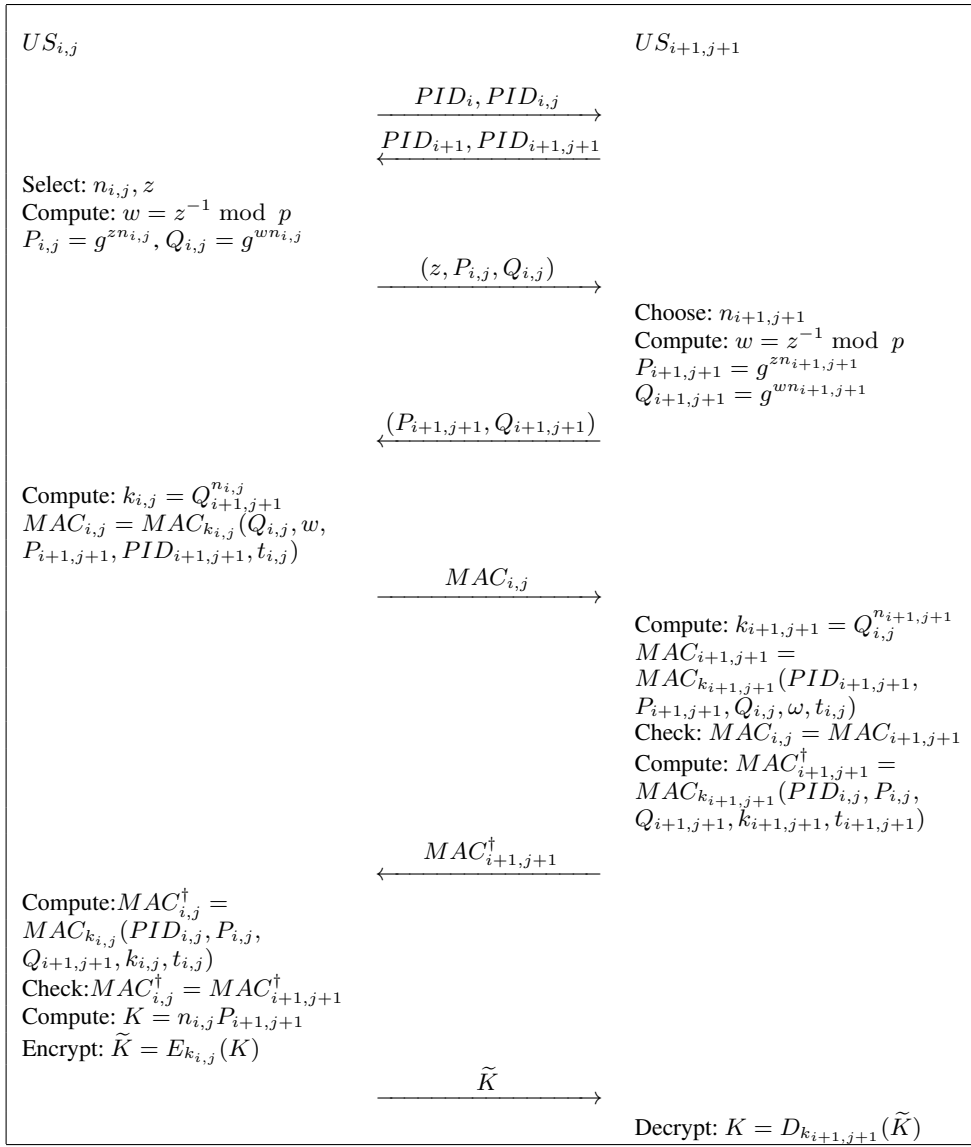 US_{i,j}    US_{i+1,j+1}
PID_i, PID_{i,j}
PID_{i+1}, PID_{i+1,j+1}
Select: n_{i,j}, z
Compute: w = z^{-1} mod p
P_{i,j} = g^{zn_{i,j}}, Q_{i,j} = g^{wn_{i,j}}
(z, P_{i,j}, Q_{i,j})
Choose: n_{i+1,j+1}
Compute: w = z^{-1} mod p
P_{i+1,j+1} = g^{zn_{i+1,j+1}}
Q_{i+1,j+1} = g^{wn_{i+1,j+1}}
(P_{i+1,j+1}, Q_{i+1,j+1})
Compute: k_{i,j} = Q_{i+1,j+1}^{n_{i,j}}
MAC_{i,j} = MAC_{k_{i,j}}(Q_{i,j}, w,
P_{i+1,j+1}, PID_{i+1,j+1}, t_{i,j})
MAC_{i,j}
Compute: k_{i+1,j+1} = Q_{i,j}^{n_{i+1,j+1}}
MAC_{i+1,j+1} =
MAC_{k_{i+1,j+1}}(PID_{i+1,j+1},
P_{i+1,j+1}, Q_{i,j}, ω, t_{i,j})
Check: MAC_{i,j} = MAC_{i+1,j+1}
Compute: MAC^†_{i+1,j+1} =
MAC_{k_{i+1,j+1}}(PID_{i,j}, P_{i,j},
Q_{i+1,j+1}, k_{i+1,j+1}, t_{i+1,j+1})
MAC^†_{i+1,j+1}
Compute:MAC^†_{i,j} =
MAC_{k_{i,j}}(PID_{i,j}, P_{i,j},
Q_{i+1,j+1}, k_{i,j}, t_{i,j})
Check:MAC^†_{i,j} = MAC^†_{i+1,j+1}
Compute: K = n_{i,j}P_{i+1,j+1}
Encrypt: K̃ = E_{k_{i,j}}(K)
K̃
Decrypt: K = D_{k_{i+1,j+1}}(K̃)